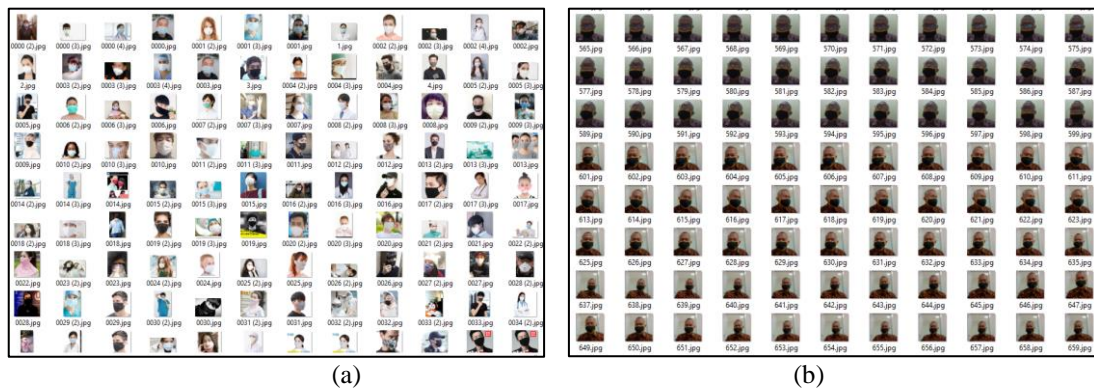 0000 (2).jpg 0000 (3).jpg 0000 (4).jpg 0000.jpg 0001 (2).jpg 0001 (3).jpg 0001.jpg 1.jpg 0002 (2).jpg 0002 (3).jpg 0002 (4).jpg 0002.jpg
2.jpg 0003 (2).jpg 0003 (3).jpg 0003 (4).jpg 0003.jpg 3.jpg 0004 (2).jpg 0004 (3).jpg 0004.jpg 4.jpg 0005 (2).jpg 0005 (3).jpg
0005.jpg 0006 (2).jpg 0006 (3).jpg 0006.jpg 0007 (2).jpg 0007 (3).jpg 0007.jpg 0008 (2).jpg 0008 (3).jpg 0008.jpg 0009 (2).jpg 0009 (3).jpg
0009.jpg 0010 (2).jpg 0010 (3).jpg 0010.jpg 0011 (2).jpg 0011 (3).jpg 0011.jpg 0012 (2).jpg 0012.jpg 0013 (2).jpg 0013 (3).jpg 0013.jpg
0014 (2).jpg 0014 (3).jpg 0014.jpg 0015 (2).jpg 0015 (3).jpg 0015.jpg 0016 (2).jpg 0016 (3).jpg 0016.jpg 0017 (2).jpg 0017 (3).jpg 0017.jpg
0018 (2).jpg 0018 (3).jpg 0018.jpg 0019 (2).jpg 0019 (3).jpg 0019.jpg 0020 (2).jpg 0020 (3).jpg 0020.jpg 0021 (2).jpg 0021.jpg 0022 (2).jpg
0022.jpg 0023 (2).jpg 0023.jpg 0024 (2).jpg 0024.jpg 0025 (2).jpg 0025.jpg 0026 (2).jpg 0026.jpg 0027 (2).jpg 0027.jpg 0028 (2).jpg
0028.jpg 0029 (2).jpg 0029.jpg 0030 (2).jpg 0030.jpg 0031 (2).jpg 0031.jpg 0032 (2).jpg 0032.jpg 0033 (2).jpg 0033.jpg 0034 (2).jpg
(a)
565.jpg 566.jpg 567.jpg 568.jpg 569.jpg 570.jpg 571.jpg 572.jpg 573.jpg 574.jpg 575.jpg
577.jpg 578.jpg 579.jpg 580.jpg 581.jpg 582.jpg 583.jpg 584.jpg 585.jpg 586.jpg 587.jpg
589.jpg 590.jpg 591.jpg 592.jpg 593.jpg 594.jpg 595.jpg 596.jpg 597.jpg 598.jpg 599.jpg
601.jpg 602.jpg 603.jpg 604.jpg 605.jpg 606.jpg 607.jpg 608.jpg 609.jpg 610.jpg 611.jpg
613.jpg 614.jpg 615.jpg 616.jpg 617.jpg 618.jpg 619.jpg 620.jpg 621.jpg 622.jpg 623.jpg
625.jpg 626.jpg 627.jpg 628.jpg 629.jpg 630.jpg 631.jpg 632.jpg 633.jpg 634.jpg 635.jpg
637.jpg 638.jpg 639.jpg 640.jpg 641.jpg 642.jpg 643.jpg 644.jpg 645.jpg 646.jpg 647.jpg
649.jpg 650.jpg 651.jpg 652.jpg 653.jpg 654.jpg 655.jpg 656.jpg 657.jpg 658.jpg 659.jpg
(b)